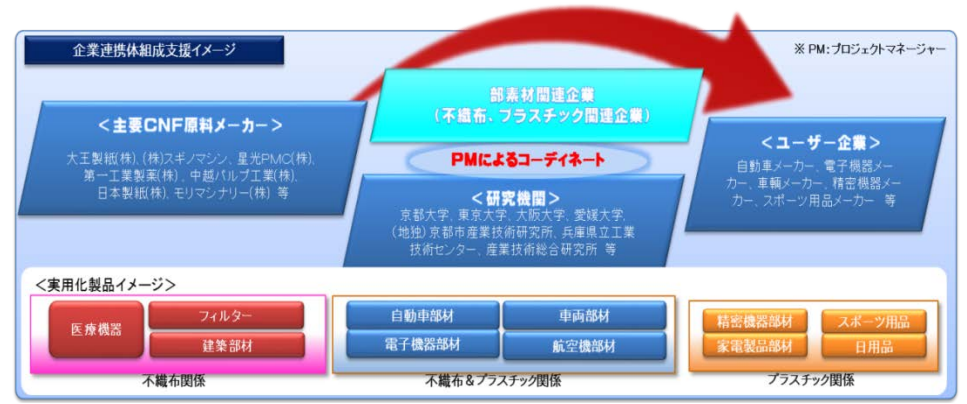 企業連携体組成支援イメージ
※ PM:プロジェクトマネージャー
部素材関連企業
(不織布、プラスチック関連企業)
<主要CNF原料メーカー>
大王製紙(株)、(株)スギノマシン、星光PMC(株)、
第一工業製薬(株)、中越パルプ工業(株)、
日本製紙(株)、モリマシナリー(株) 等
PMによるコーディネート
<研究機関>
京都大学、東京大学、大阪大学、愛媛大学、
(地独)京都市産業技術研究所、兵庫県立工業
技術センター、産業技術総合研究所 等
<ユーザー企業>
自動車メーカー、電子機器メー
カー、車輌メーカー、精密機器メー
カー、スポーツ用品メーカー 等
<実用化製品イメージ>
医療機器
フィルター
建築部材
不織布関係
自動車部材
車両部材
電子機器部材
航空機部材
不織布&プラスチック関係
精密機器部材
スポーツ用品
家電製品部材
日用品
プラスチック関係